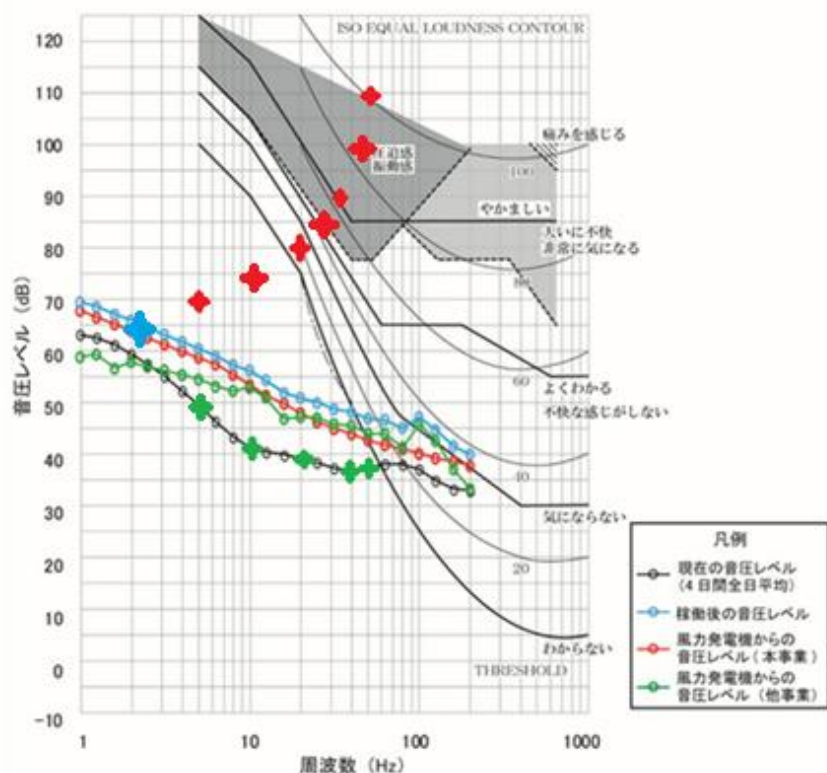 ISO EQUAL LOUDNESS CONTOUR
120
110
100
90
80
70
60
50
40
30
20
10
0
-10
音圧レベル (dB)
痛みを感じる
100
圧迫感
振動感
やかましい
大いに不快
非常に気になる
80
60
よくわかる
不快な感じがしない
40
気にならない
20
わからない
THRESHOLD
1
10
100
1000
周波数 (Hz)
凡例
現在の音圧レベル
(4日間全日平均)
稼働後の音圧レベル
風力発電機からの
音圧レベル(本事業)
風力発電機からの
音圧レベル(他事業)